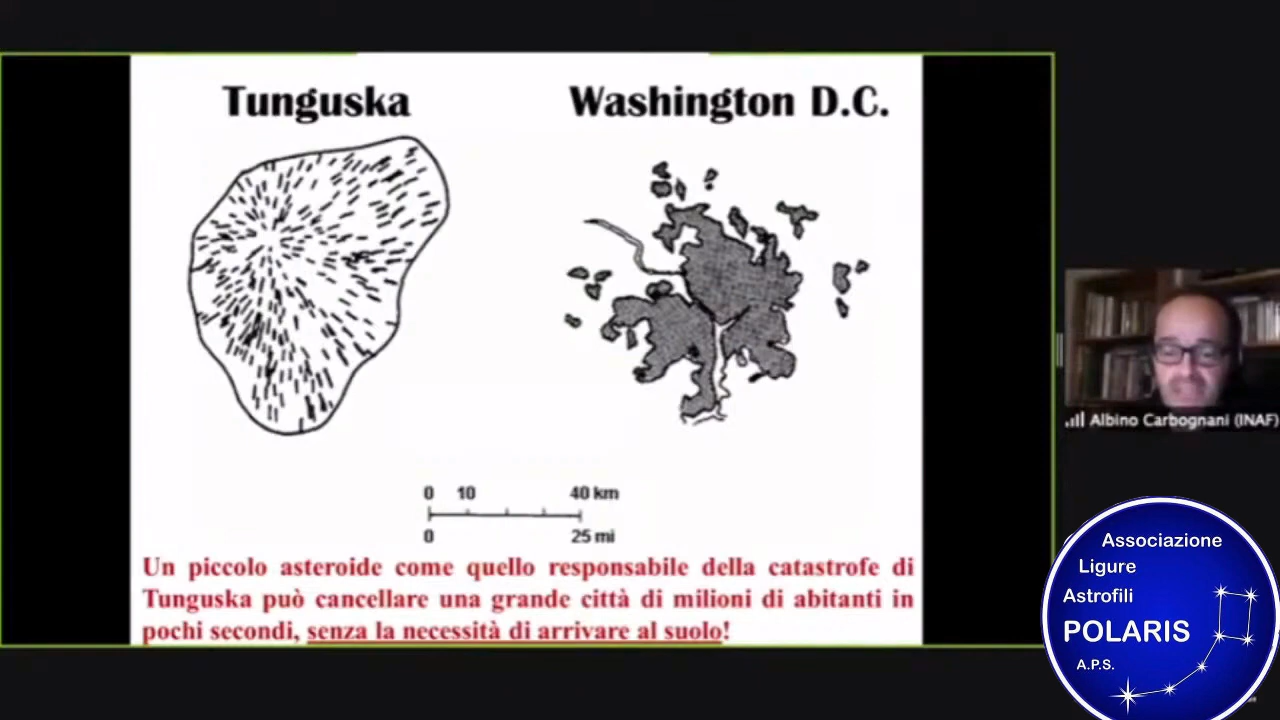 Tunguska
Washington D.C.
0 10 40 km
0 25 mi
Un piccolo asteroide come quello responsabile della catastrofe di
Tunguska può cancellare una grande città di milioni di abitanti in
pochi secondi, senza la necessità di arrivare al suolo!
Albino Carbognani (INAF)
Associazione
Ligure
Astrofili
POLARIS
A.P.S.